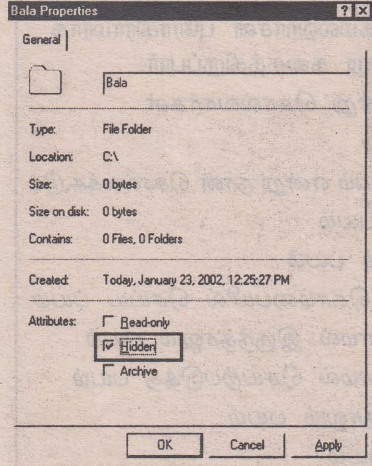 Bala Properties
General
Bala
Type: File Folder
Location: C:\
Size: 0 bytes
Size on disk: 0 bytes
Contains: 0 Files, 0 Folders
Created: Today, January 23, 2002, 12:25:27 PM
Attributes: Read-only
Hidden
Archive
OK Cancel Apply